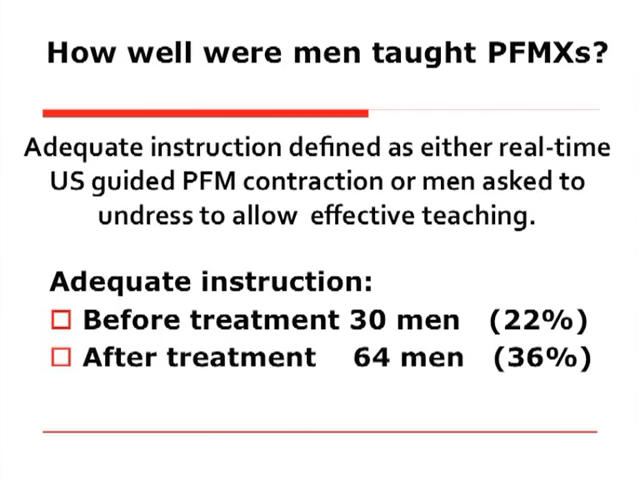 How well were men taught PFMXs?
Adequate instruction defined as either real-time
US guided PFM contraction or men asked to
undress to allow effective teaching.
Adequate instruction:
Before treatment 30 men (22%)
After treatment 64 men (36%)